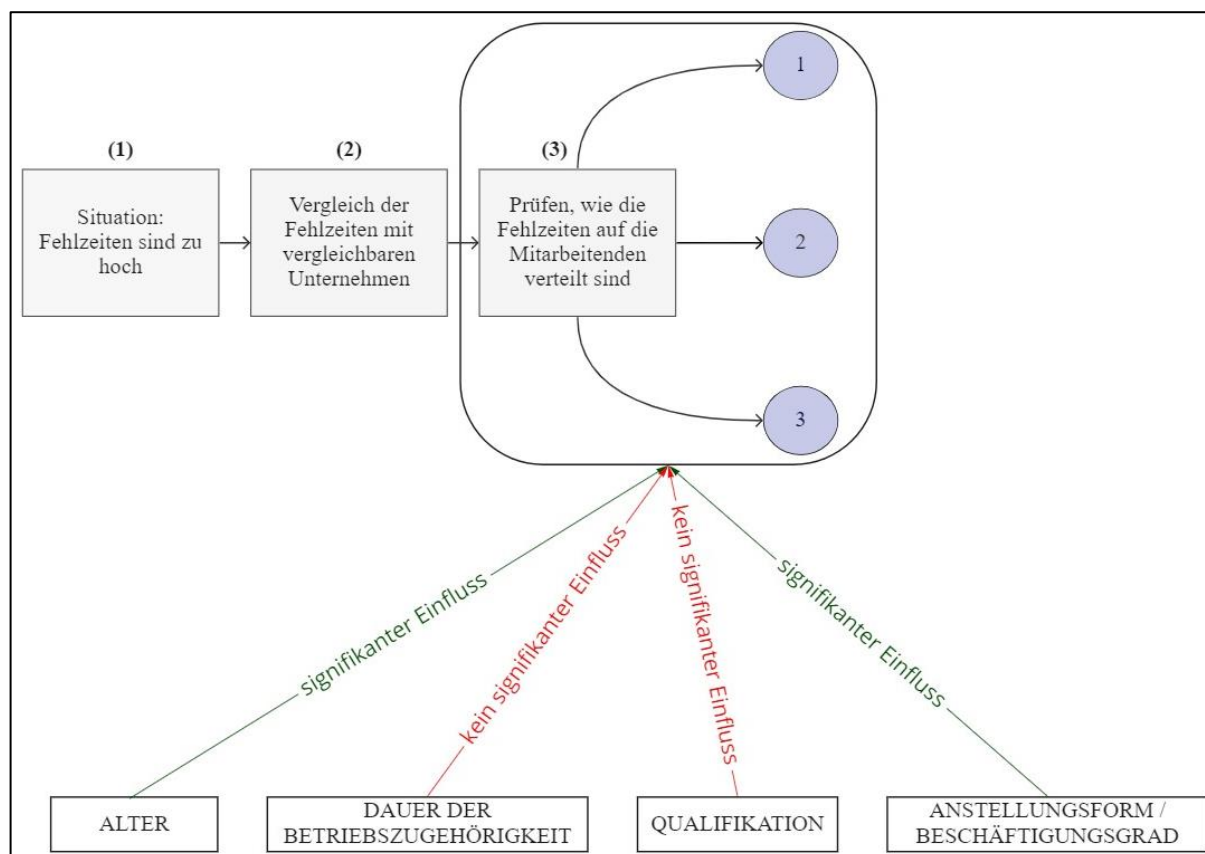 (1)
Situation:
Fehlzeiten sind zu
hoch
(2)
Vergleich der
Fehlzeiten mit
vergleichbaren
Unternehmen
(3)
Prüfen, wie die
Fehlzeiten auf die
Mitarbeitenden
verteilt sind
1
2
3
signifikanter Einfluss
kein signifikanter Einfluss
kein signifikanter Einfluss
signifikanter Einfluss
ALTER
DAUER DER
BETRIEBSZUGEHÖRIGKEIT
QUALIFIKATION
ANSTELLUNGSFORM /
BESCHÄFTIGUNGSGRAD